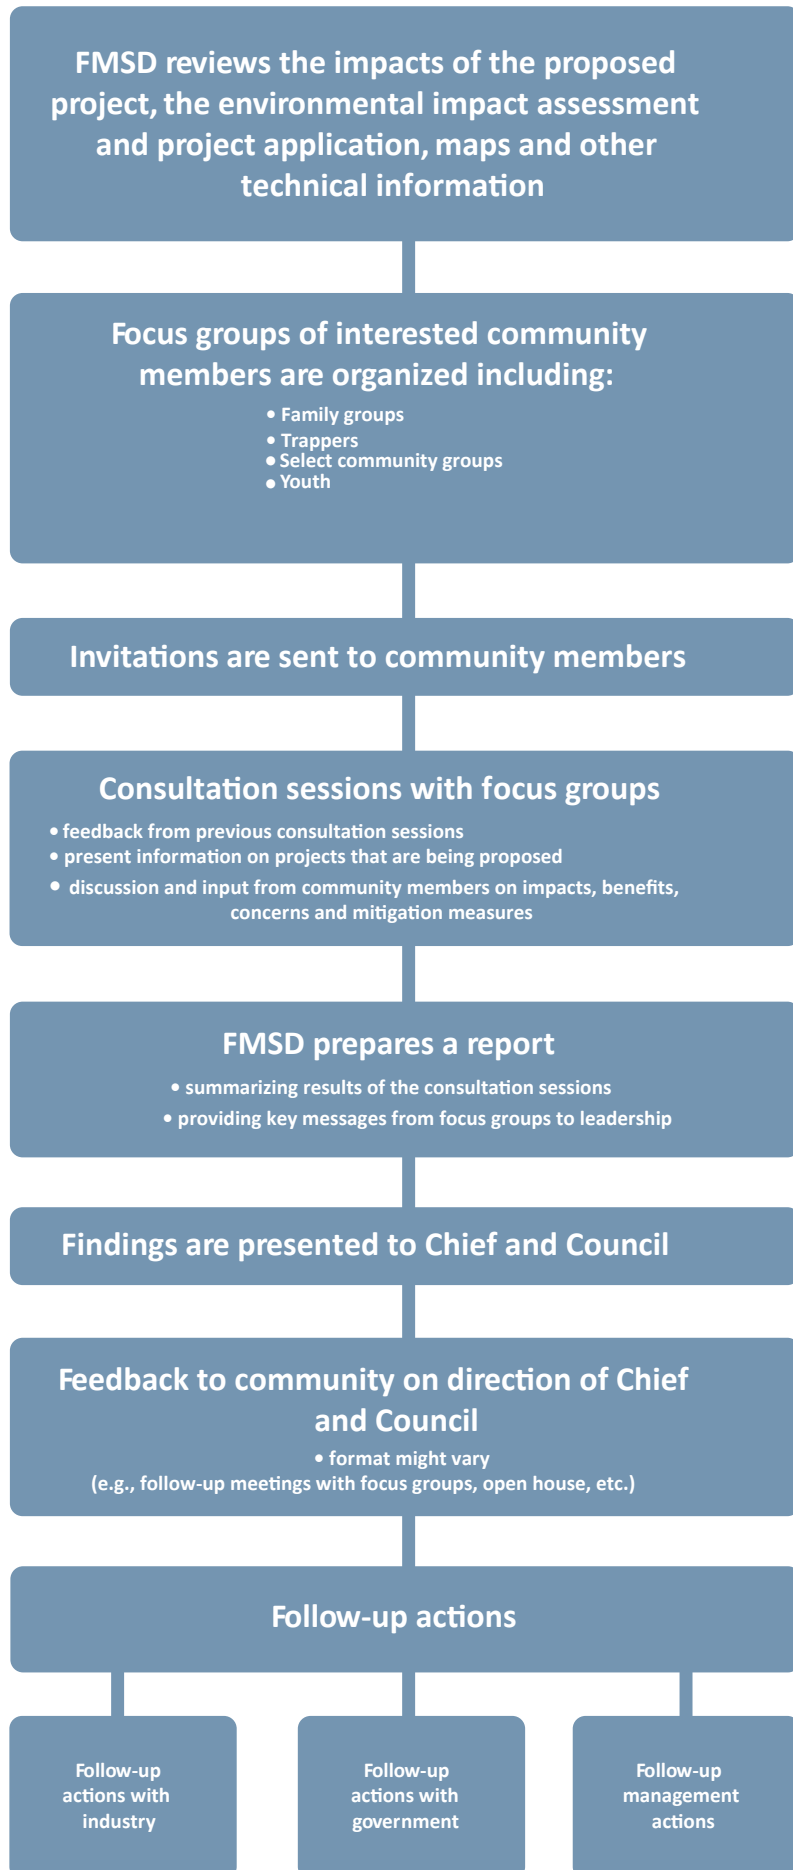 FMSD reviews the impacts of the proposed
project, the environmental impact assessment
and project application, maps and other
technical information
Focus groups of interested community
members are organized including:
• Family groups
• Trappers
• Select community groups
• Youth
Invitations are sent to community members
Consultation sessions with focus groups
• feedback from previous consultation sessions
• present information on projects that are being proposed
• discussion and input from community members on impacts, benefits,
concerns and mitigation measures
FMSD prepares a report
• summarizing results of the consultation sessions
• providing key messages from focus groups to leadership
Findings are presented to Chief and Council
Feedback to community on direction of Chief
and Council
• format might vary
(e.g., follow-up meetings with focus groups, open house, etc.)
Follow-up actions
Follow-up
actions with
industry
Follow-up
actions with
government
Follow-up
management
actions